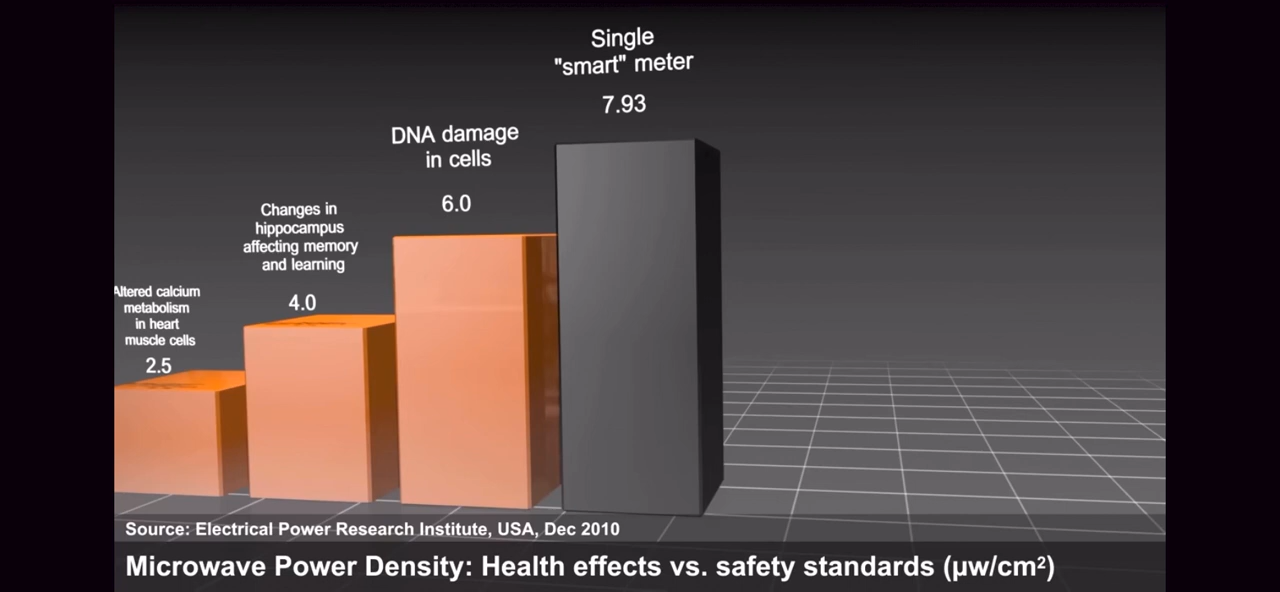 Single
"smart" meter
7.93
DNA damage
in cells
6.0
Changes in
hippocampus
affecting memory
and learning
4.0
Altered calcium
metabolism
in heart
muscle cells
2.5
Source: Electrical Power Research Institute, USA, Dec 2010
Microwave Power Density: Health effects vs. safety standards (µw/cm²)